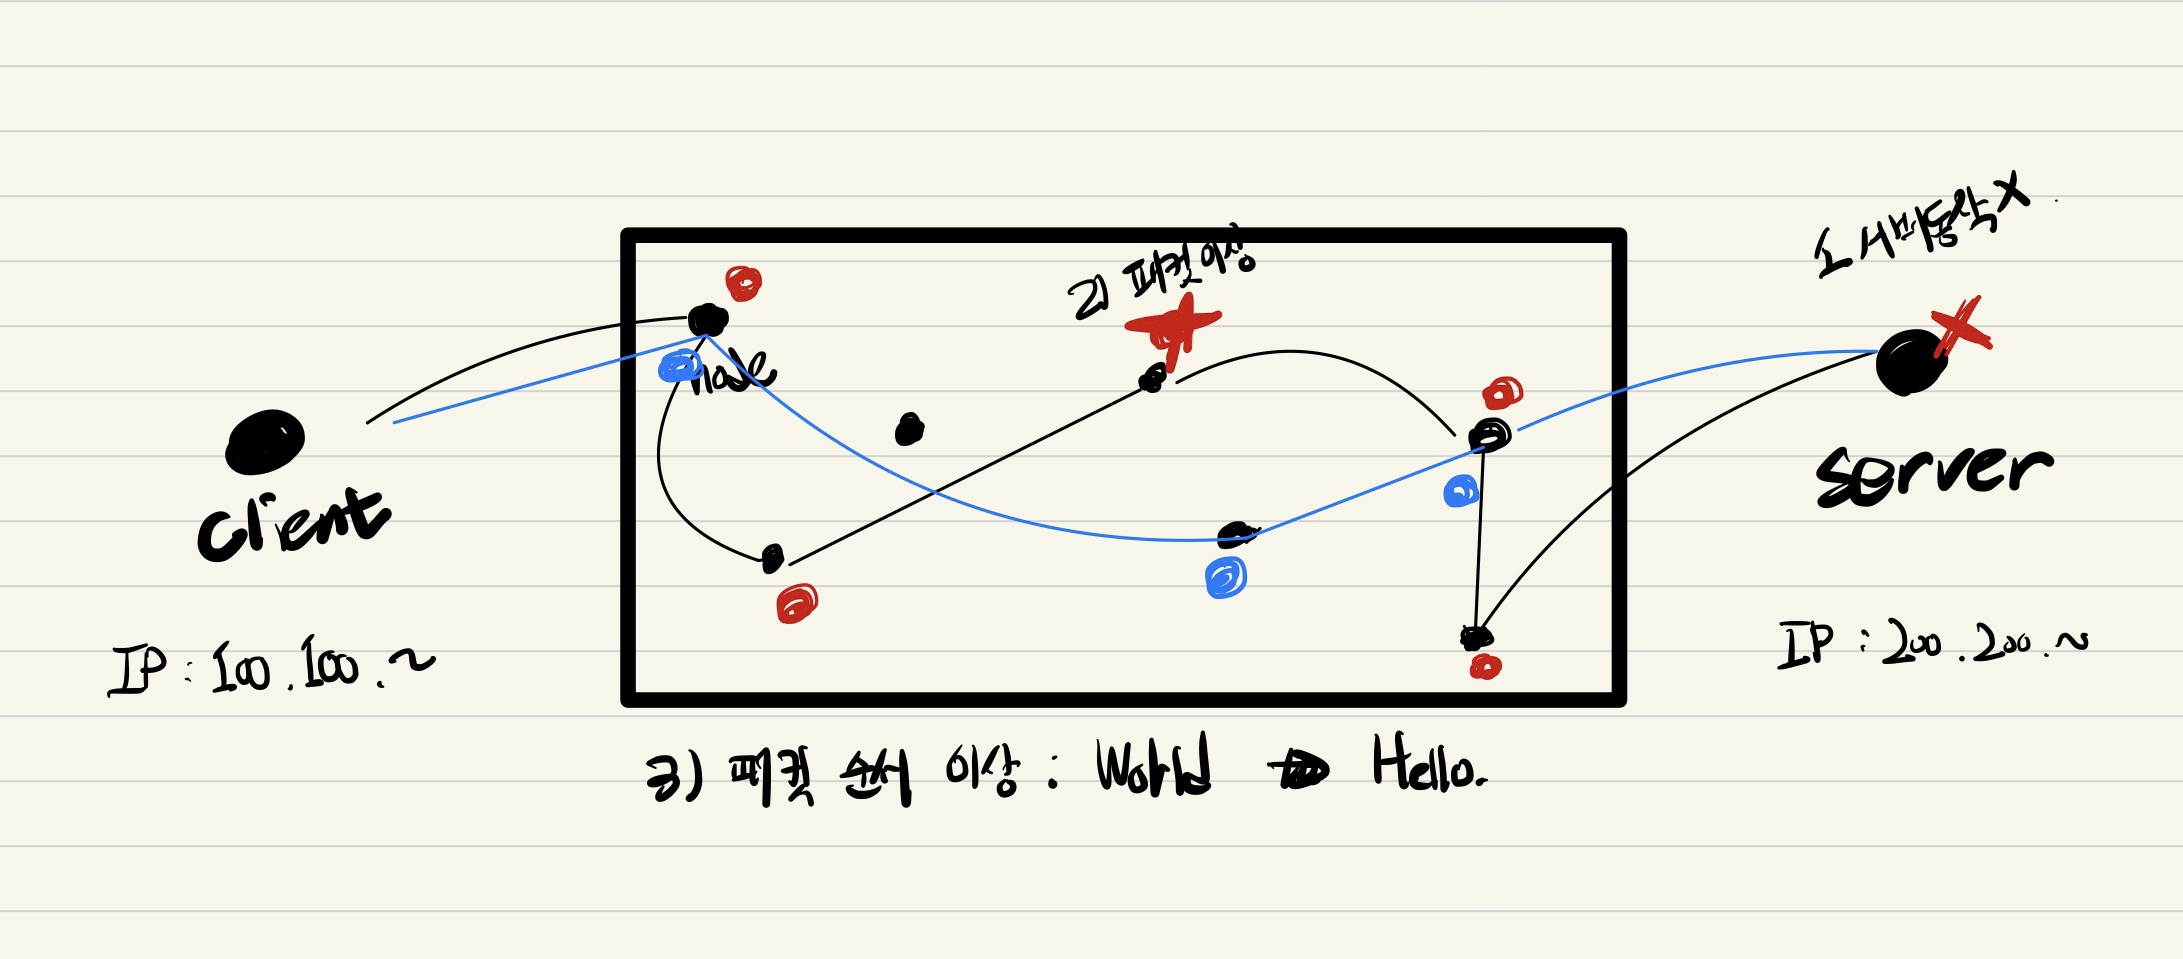 1. 서버동작X
2) 패킷이상
node
client
server
IP : 100.100.~
IP : 200.200.~
3) 패킷 순서 이상 : World → Hello.